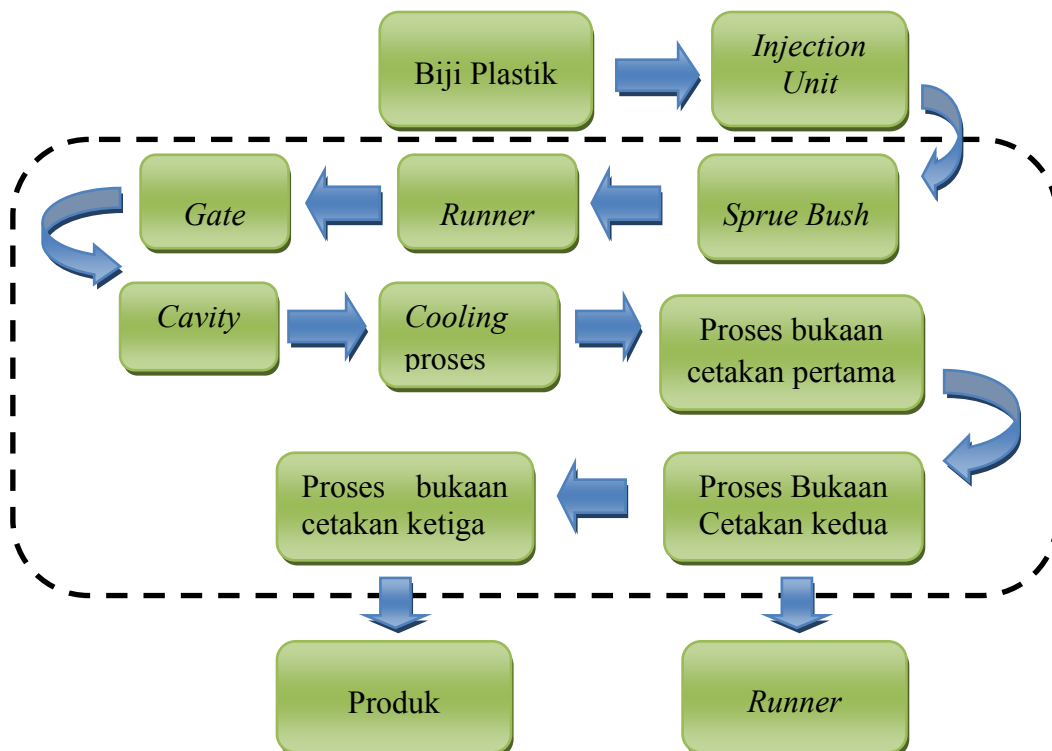 Biji Plastik
Injection
Unit
Sprue Bush
Runner
Gate
Cavity
Cooling
proses
Proses bukaan
cetakan pertama
Proses Bukaan
Cetakan kedua
Proses bukaan
cetakan ketiga
Produk
Runner